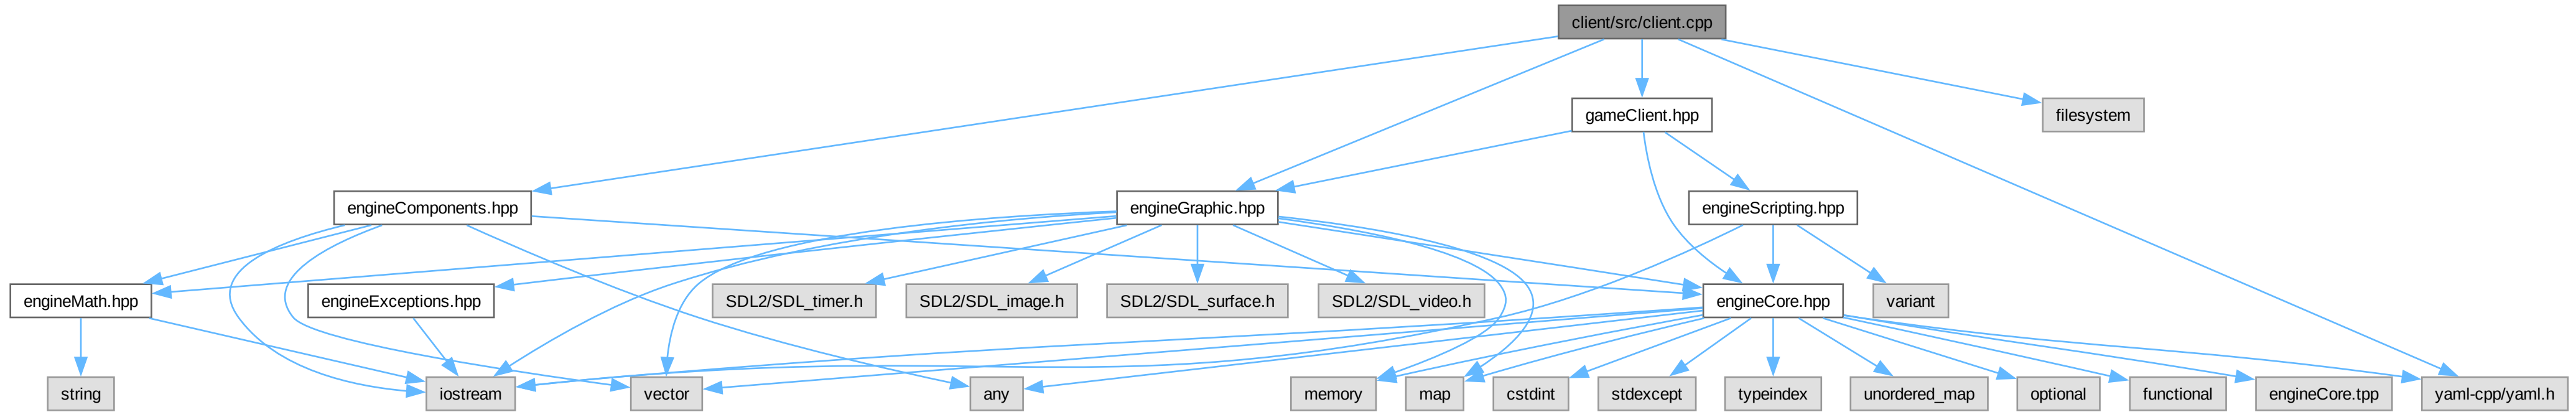 client/src/client.cpp
gameClient.hpp
filesystem
engineComponents.hpp
engineGraphic.hpp
engineScripting.hpp
engineMath.hpp
engineExceptions.hpp
SDL2/SDL_timer.h
SDL2/SDL_image.h
SDL2/SDL_surface.h
SDL2/SDL_video.h
engineCore.hpp
variant
string
iostream
vector
any
memory
map
cstdint
stdexcept
typeindex
unordered_map
optional
functional
engineCore.tpp
yaml-cpp/yaml.h